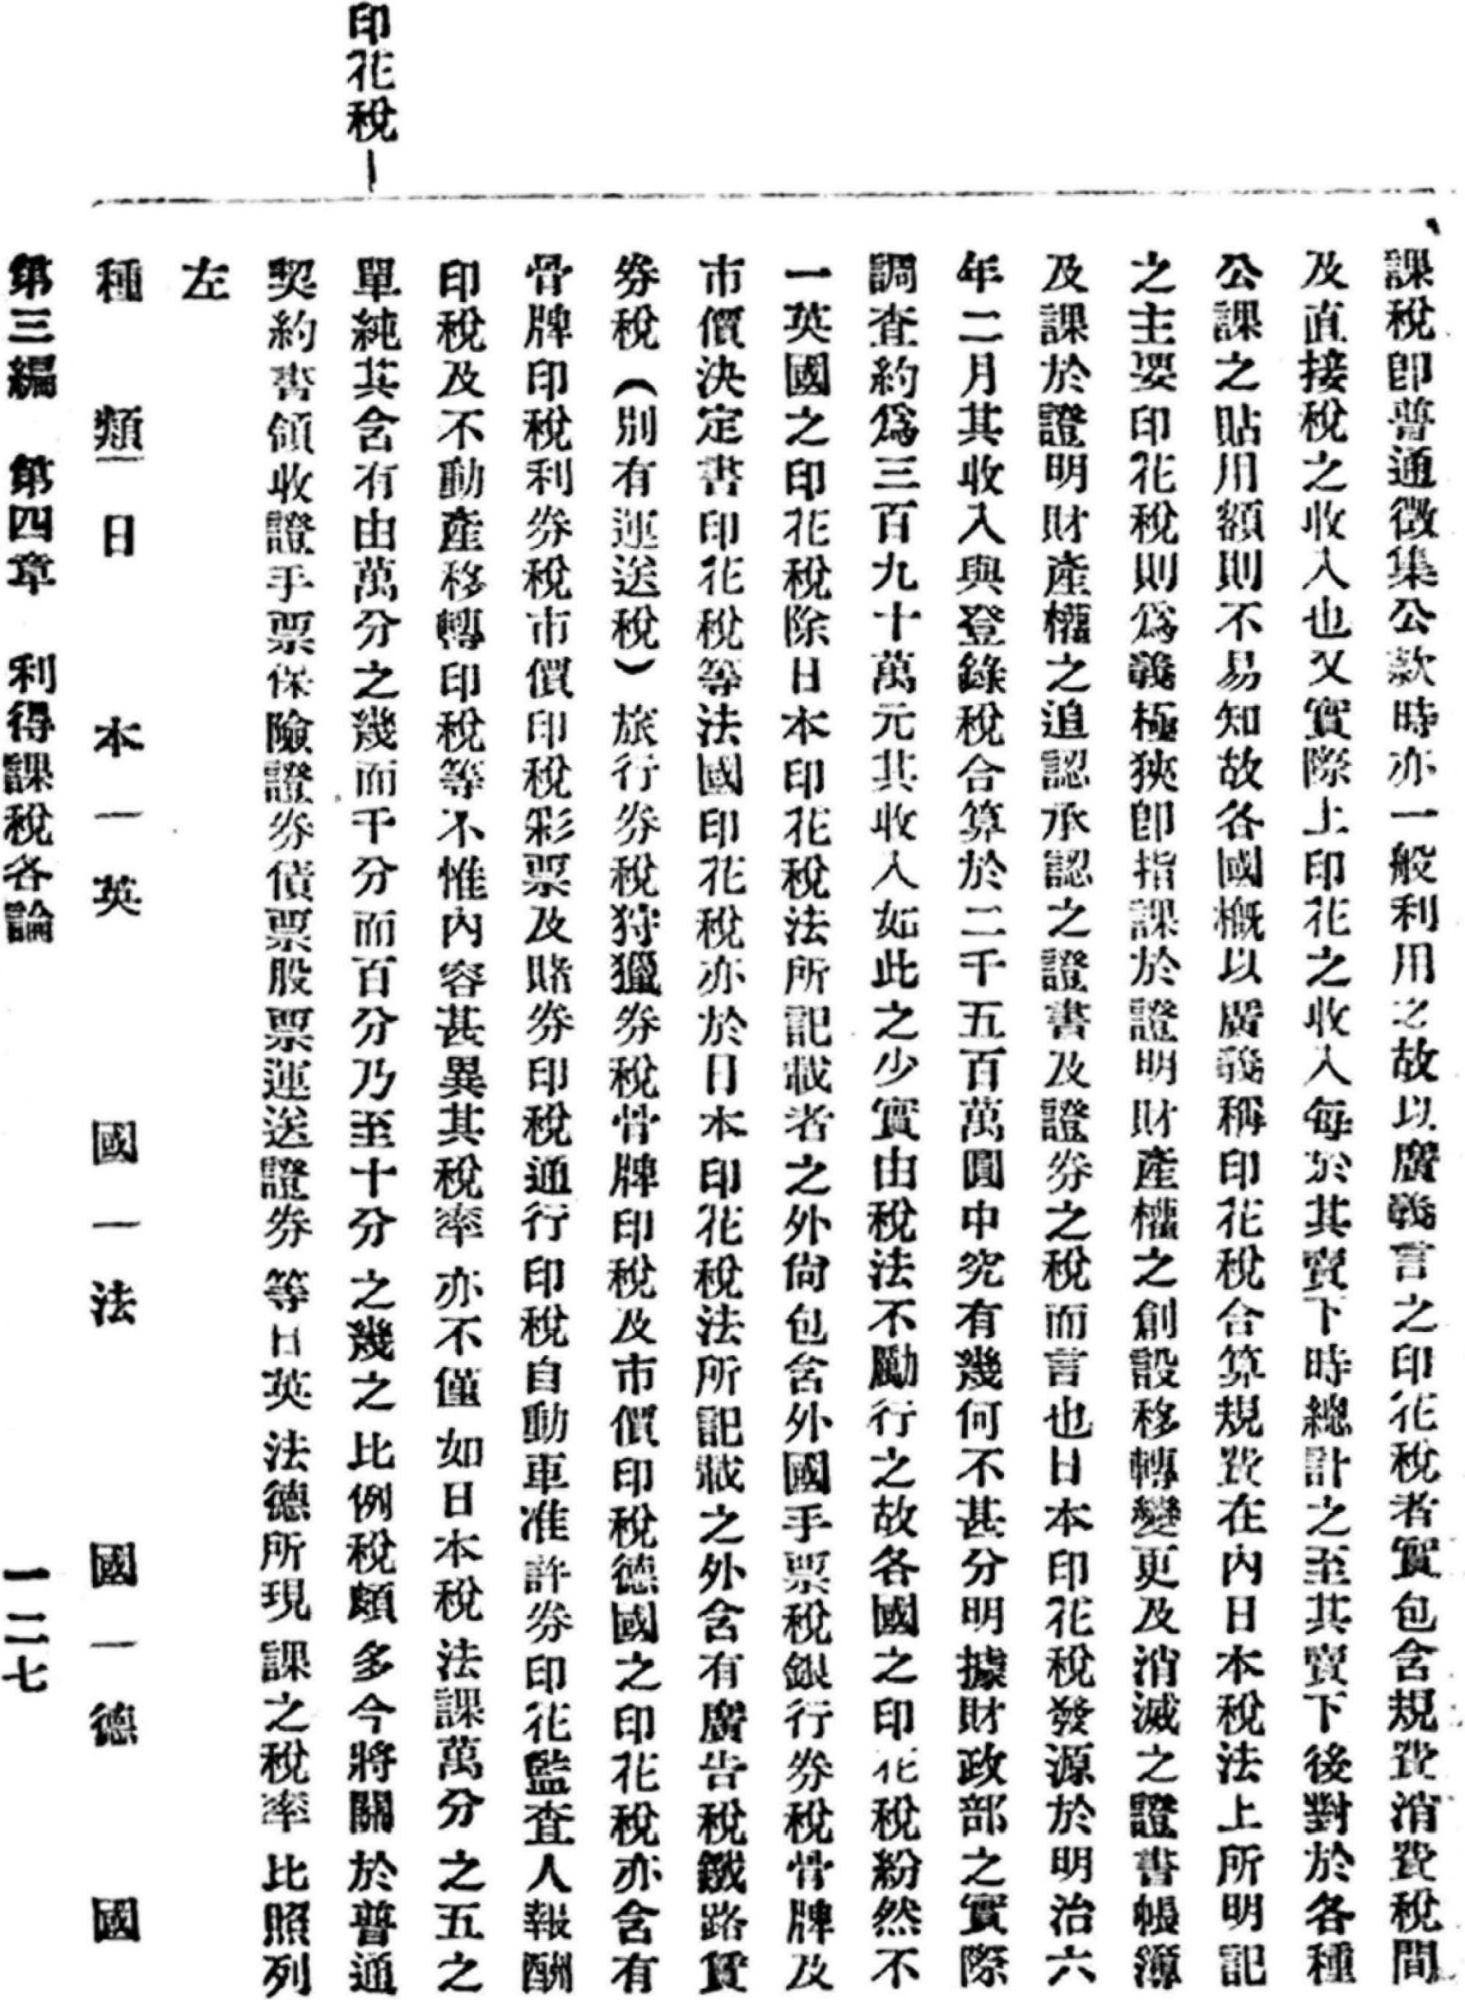 印花稅
課稅卽普通徵集公款時亦一般利用之故以廣義言之印花稅者實包含規費消費稅間
及直接稅之收入也又實際上印花之收入每於其賣下時總計之至其賣下後對於各種
公課之貼用額則不易知故各國槪以廣義稱印花稅合算規費在內日本稅法上所明記
之主要印花稅則爲義極狹卽指課於證明財產權之創設移轉變更及消滅之證書帳簿
及課於證明財產權之追認承認之證書及證券之稅而言也日本印花稅發源於明治六
年二月其收入與登錄稅合算於二千五百萬圓中究有幾何不甚分明據財政部之實際
調查約爲三百九十萬元其收入如此之少實由稅法不勵行之故各國之印花稅紛然不
一英國之印花稅除日本印花稅法所記載者之外尙包含外國手票稅銀行券稅骨牌及
市價決定書印花稅等法國印花稅亦於日本印花稅法所記載之外含有廣告稅鐵路貨
券稅（別有運送稅）旅行券稅狩獵券稅骨牌印稅及市價印稅德國之印花稅亦含有
骨牌印稅利券稅市價印稅彩票及賭券印稅通行印稅自動車准許券印花監査人報酬
印稅及不動產移轉印稅等不惟內容甚異其稅率亦不僅如日本稅法課萬分之五之
單純其含有由萬分之幾而千分而百分乃至十分之幾之比例稅頗多今將關於普通
契約書領收證手票保險證券債票股票運送證券等日英法德所現課之稅率比照列
左
種類 日本 英國 法國 德國
第三編 第四章 利得課稅各論 一二七